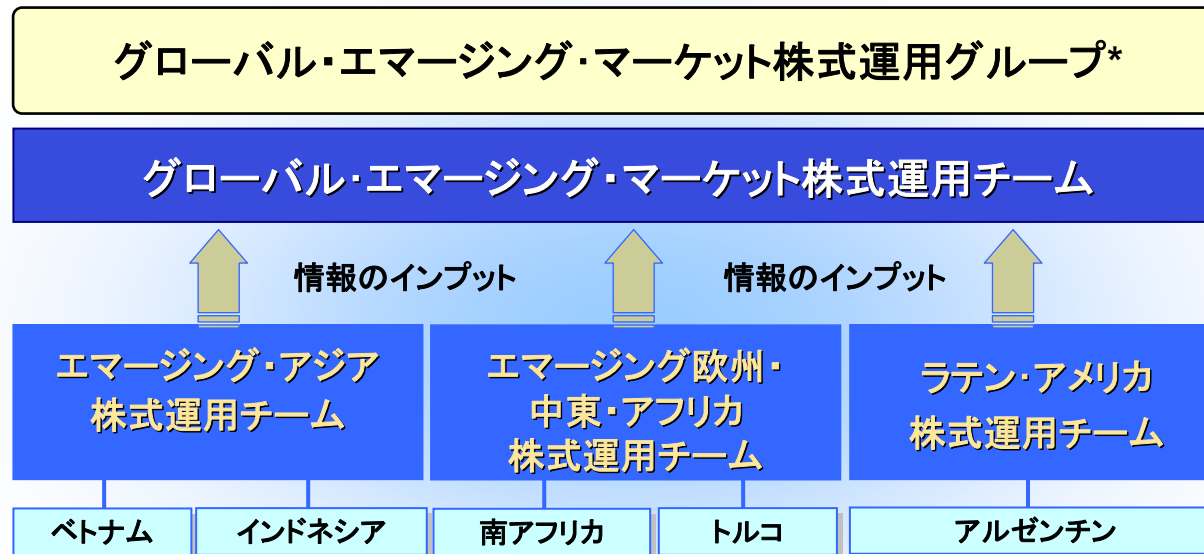 グローバル・エマージング・マーケット株式運用グループ*
グローバル・エマージング・マーケット株式運用チーム
情報のインプット
情報のインプット
エマージング・アジア
株式運用チーム
エマージング欧州・
中東・アフリカ
株式運用チーム
ラテン・アメリカ
株式運用チーム
ベトナム
インドネシア
南アフリカ
トルコ
アルゼンチン